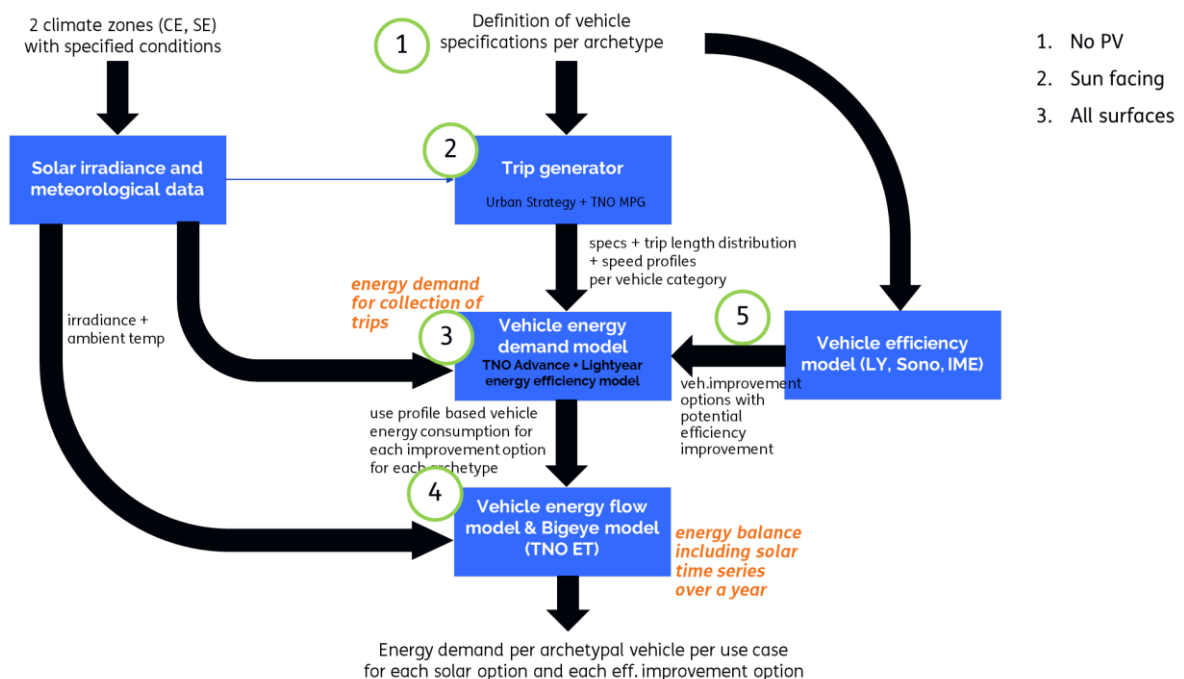 2 climate zones (CE, SE)
with specified conditions
1
Definition of vehicle
specifications per archetype
1. No PV
2. Sun facing
3. All surfaces
Solar irradiance and
meteorological data
2
Trip generator
Urban Strategy + TNO MPG
specs + trip length distribution
+ speed profiles
per vehicle category
energy demand
for collection of
trips
irradiance +
ambient temp
3
Vehicle energy
demand model
TNO Advance + Lightyear
energy efficiency model
5
Vehicle efficiency
model (LY, Sono, IME)
veh.improvement
options with
potential
efficiency
improvement
use profile based vehicle
energy consumption for
each improvement option
for each archetype
4
Vehicle energy flow
model & Bigeye model
(TNO ET)
energy balance
including solar
time series
over a year
Energy demand per archetypal vehicle per use case
for each solar option and each eff. improvement option